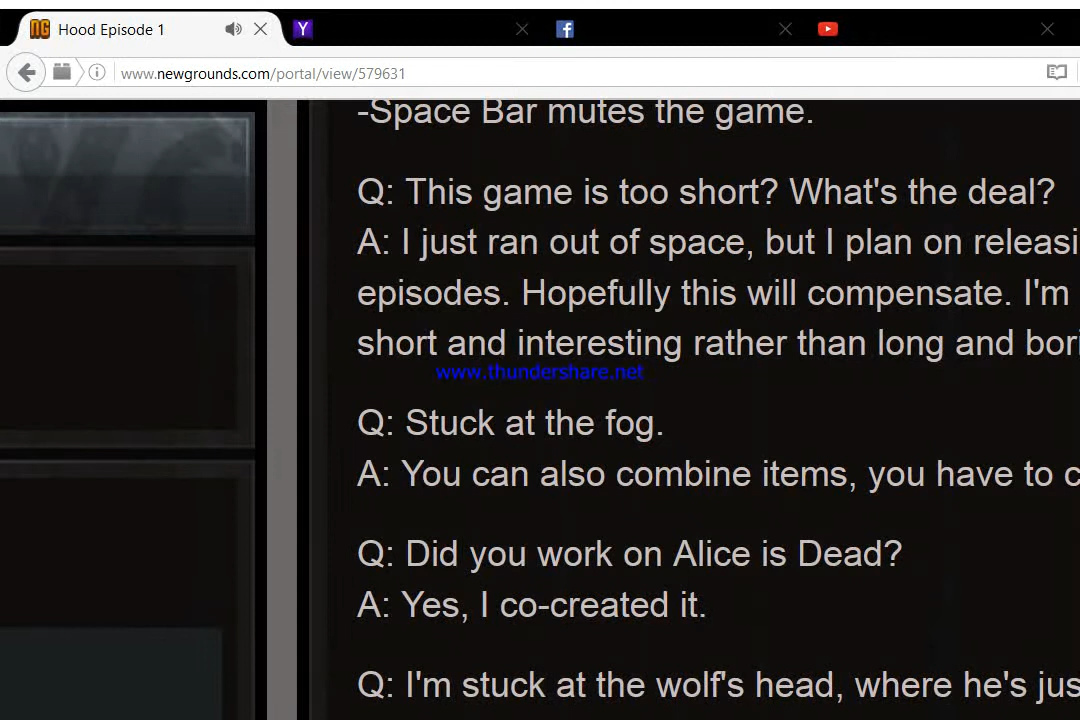 NG Hood Episode 1
Y
f
www.newgrounds.com/portal/view/579631
-Space Bar mutes the game.
Q: This game is too short? What's the deal?
A: I just ran out of space, but I plan on releasi
episodes. Hopefully this will compensate. I'm
short and interesting rather than long and bori
www.thundershare.net
Q: Stuck at the fog.
A: You can also combine items, you have to c
Q: Did you work on Alice is Dead?
A: Yes, I co-created it.
Q: I'm stuck at the wolf's head, where he's jus